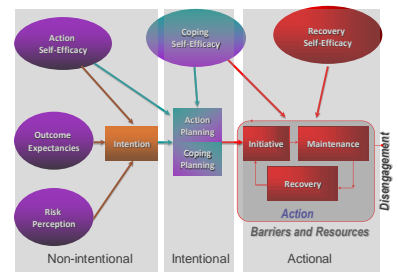 Action
Self-Efficacy
Coping
Self-Efficacy
Recovery
Self-Efficacy
Outcome
Expectancies
Intention
Action
Planning
Coping
Planning
Initiative
Maintenance
Recovery
Disengagement
Risk
Perception
Action
Barriers and Resources
Non-intentional
Intentional
Actional